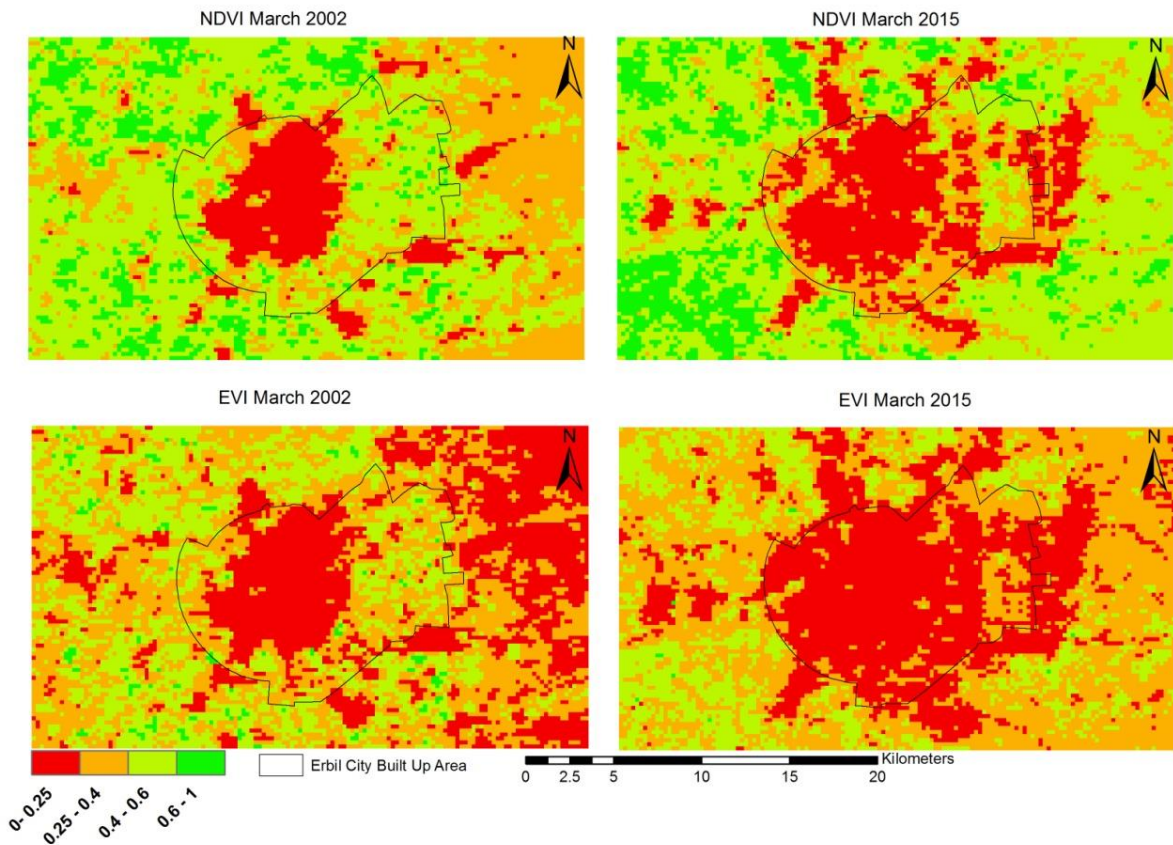 NDVI March 2002
NDVI March 2015
N
N
EVI March 2002
EVI March 2015
N
N
0- 0.25
0.25 - 0.4
0.4 - 0.6
0.6 - 1
Erbil City Built Up Area
Kilometers
0 2.5 5 10 15 20